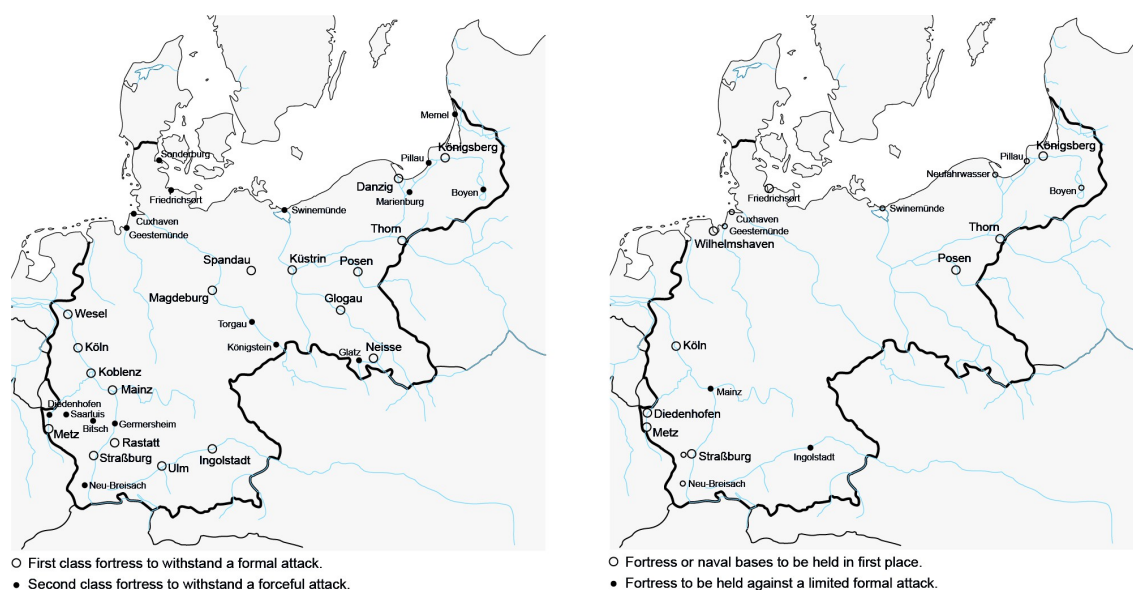 Memel
Königsberg
Pillau
Sonderburg
Danzig
Boyen
Marienburg
Friedrichsort
Swinemünde
Cuxhaven
Geestemünde
Thorn
Spandau
Küstrin
Posen
Magdeburg
Glogau
Wesel
Torgau
Königstein
Köln
Neisse
Glatz
Koblenz
Mainz
Diedenhofen
Saarluis
Bitsch
Germersheim
Metz
Rastatt
Straßburg
Ulm
Ingolstadt
Neu-Breisach
First class fortress to withstand a formal attack.
Second class fortress to withstand a forceful attack.
Königsberg
Pillau
Neufahrwasser
Boyen
Friedrichsort
Swinemünde
Cuxhaven
Geestemünde
Wilhelmshaven
Thorn
Posen
Köln
Mainz
Diedenhofen
Metz
Straßburg
Ingolstadt
Neu-Breisach
Fortress or naval bases to be held in first place.
Fortress to be held against a limited formal attack.